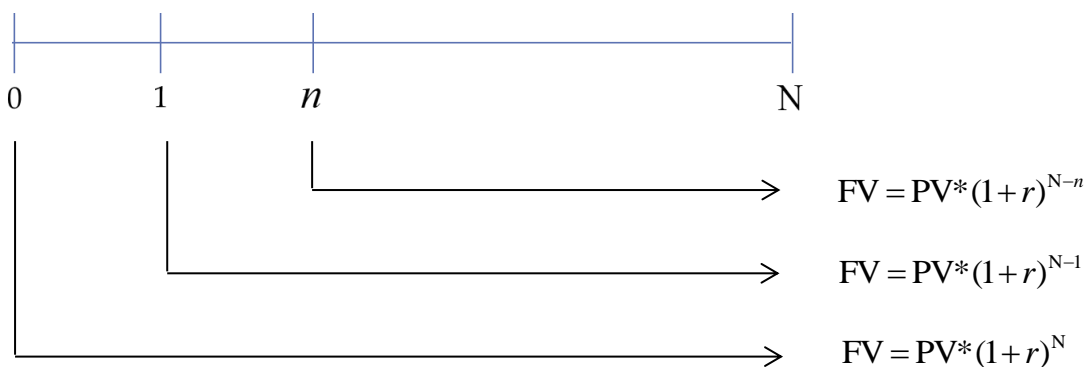 0 1 n N
FV = PV*(1+r)^{N−n}
FV = PV*(1+r)^{N−1}
FV = PV*(1+r)^{N}